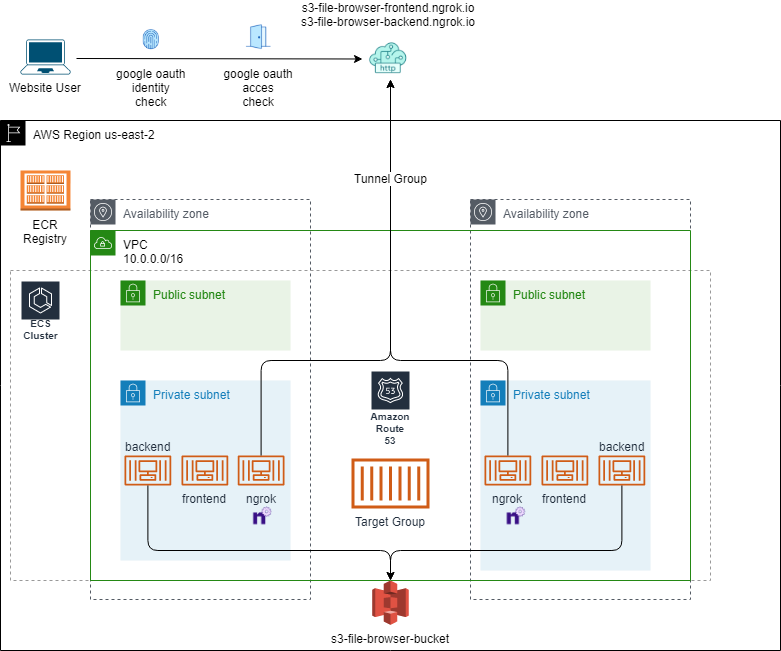 s3-file-browser-frontend.ngrok.io
s3-file-browser-backend.ngrok.io
http
Website User
google oauth
identity
check
google oauth
acces
check
AWS Region us-east-2
Tunnel Group
ECR
Registry
Availability zone
Availability zone
VPC
10.0.0.0/16
ECS
Cluster
Public subnet
Public subnet
Private subnet
Private subnet
53
Amazon
Route
53
backend
frontend
ngrok
n
Target Group
backend
ngrok
frontend
n
s3-file-browser-bucket